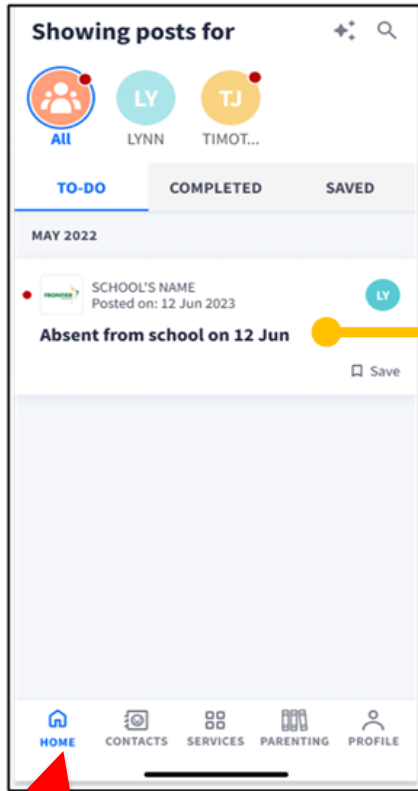 Showing posts for
LY
TJ
All
LYNN
TIMOT...
TO-DO
COMPLETED
SAVED
MAY 2022
FRONTIER
SCHOOL'S NAME
Posted on: 12 Jun 2023
LY
Absent from school on 12 Jun
Save
HOME
CONTACTS
SERVICES
PARENTING
PROFILE